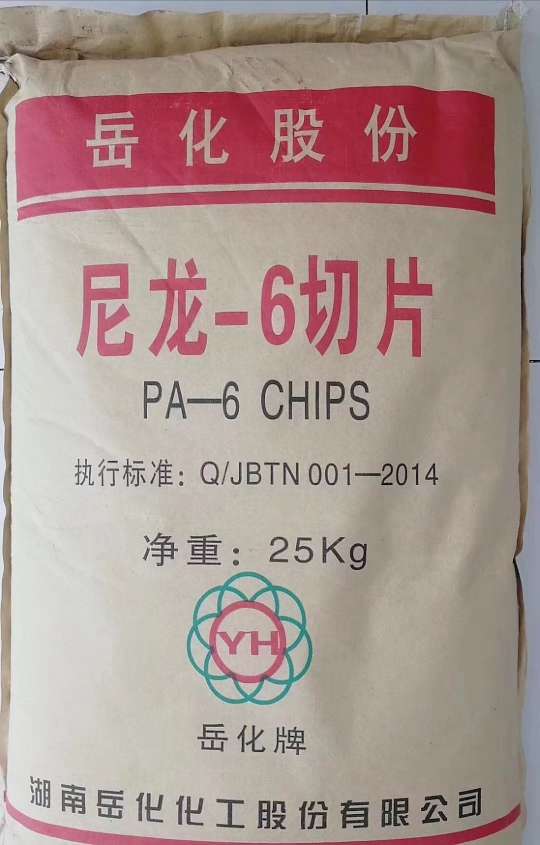 岳化股份
尼龙-6切片
PA—6 CHIPS
执行标准：Q/JBTN 001—2014
净重：25Kg
YH
岳化牌
湖南岳化化工股份有限公司